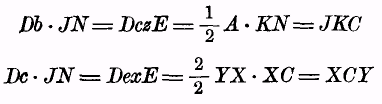 Db · JN = DczE = 1/2 A · KN = JKC
Dc · JN = DexE = 2/2 YX · XC = XCY